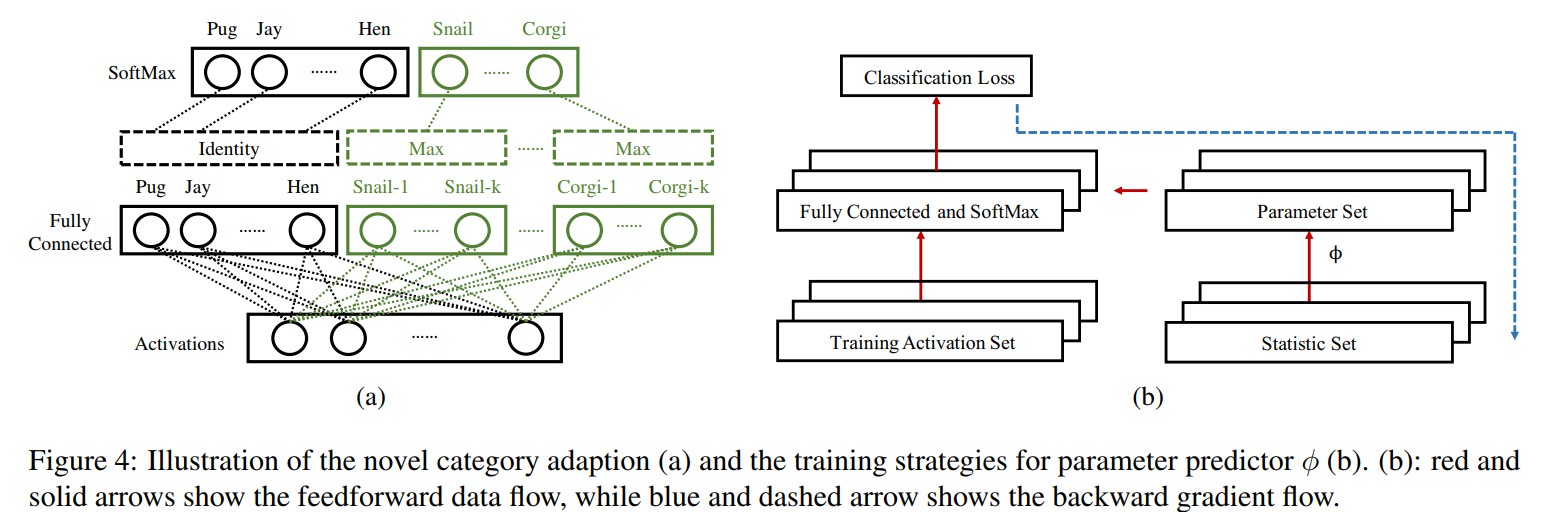 Pug Jay Hen Snail Corgi
SoftMax ...... ......
Identity Max ...... Max
Pug Jay Hen Snail-1 Snail-k Corgi-1 Corgi-k
Fully
Connected ...... ...... ...... ......
Activations ......
(a)
Classification Loss
Fully Connected and SoftMax Parameter Set
ϕ
Training Activation Set Statistic Set
(b)
Figure 4: Illustration of the novel category adaption (a) and the training strategies for parameter predictor ϕ (b). (b): red and
solid arrows show the feedforward data flow, while blue and dashed arrow shows the backward gradient flow.